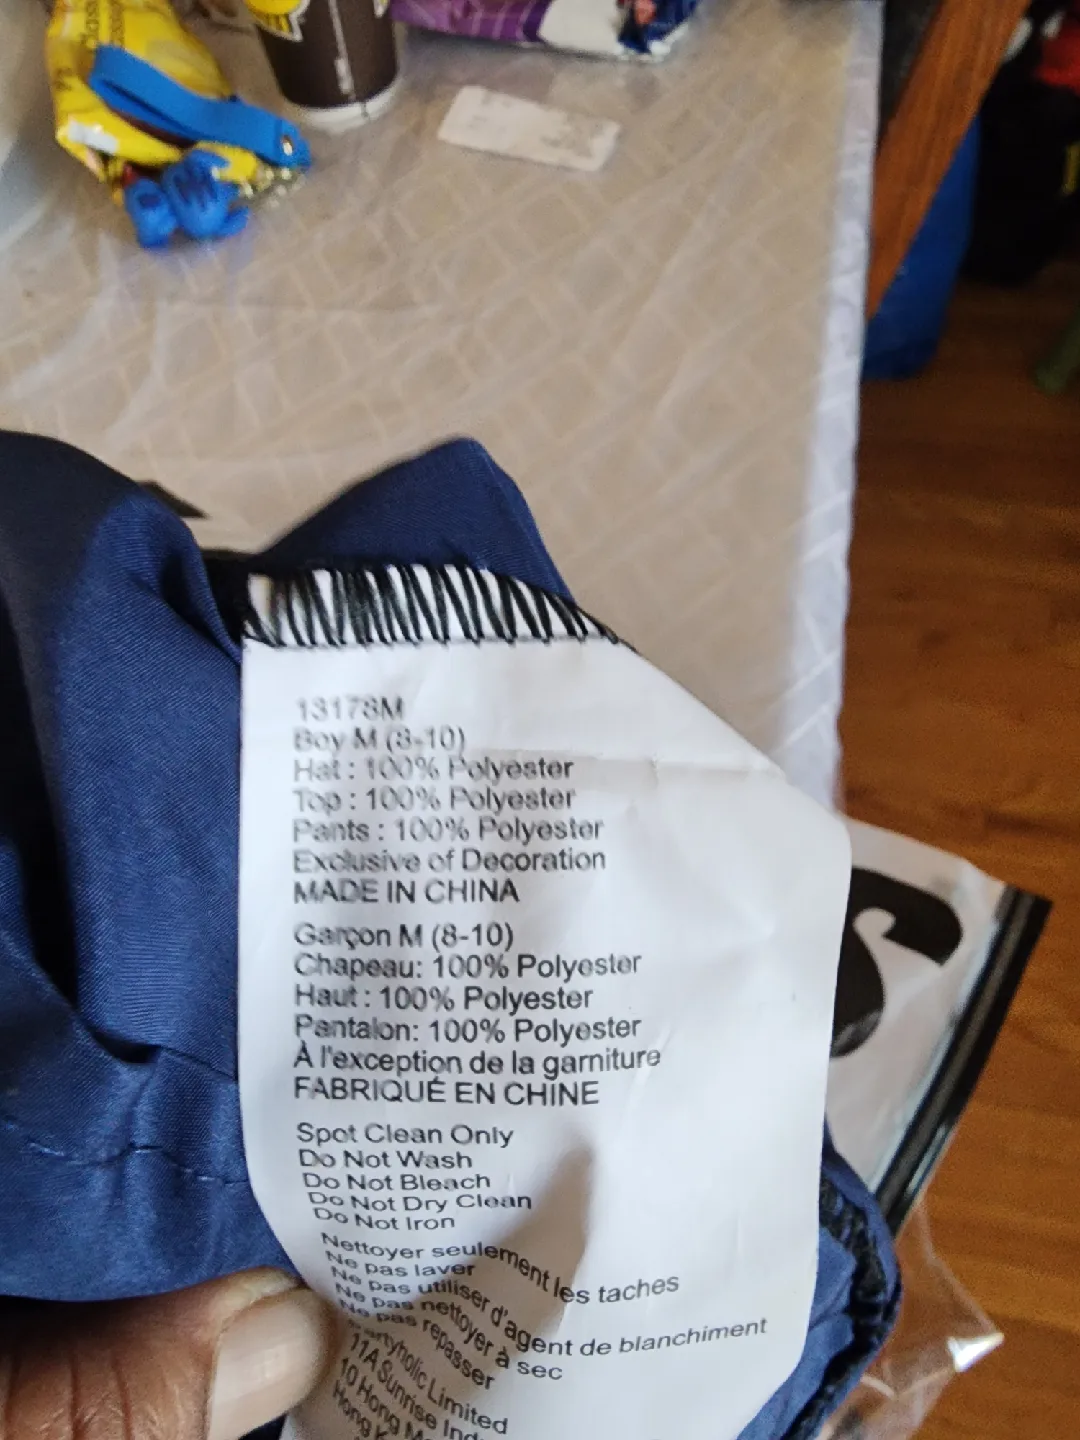 13178M
Boy M (8-10)
Hat : 100% Polyester
Top : 100% Polyester
Pants : 100% Polyester
Exclusive of Decoration
MADE IN CHINA
Garçon M (8-10)
Chapeau: 100% Polyester
Haut : 100% Polyester
Pantalon: 100% Polyester
À l'exception de la garniture
FABRIQUÉ EN CHINE
Spot Clean Only
Do Not Wash
Do Not Bleach
Do Not Dry Clean
Do Not Iron
Nettoyer seulement les taches
Ne pas laver
Ne pas utiliser d'agent de blanchiment
Ne pas nettoyer à sec
Ne pas repasser
Partyholic Limited
11A Sunrise
10 Hong
Hong
S